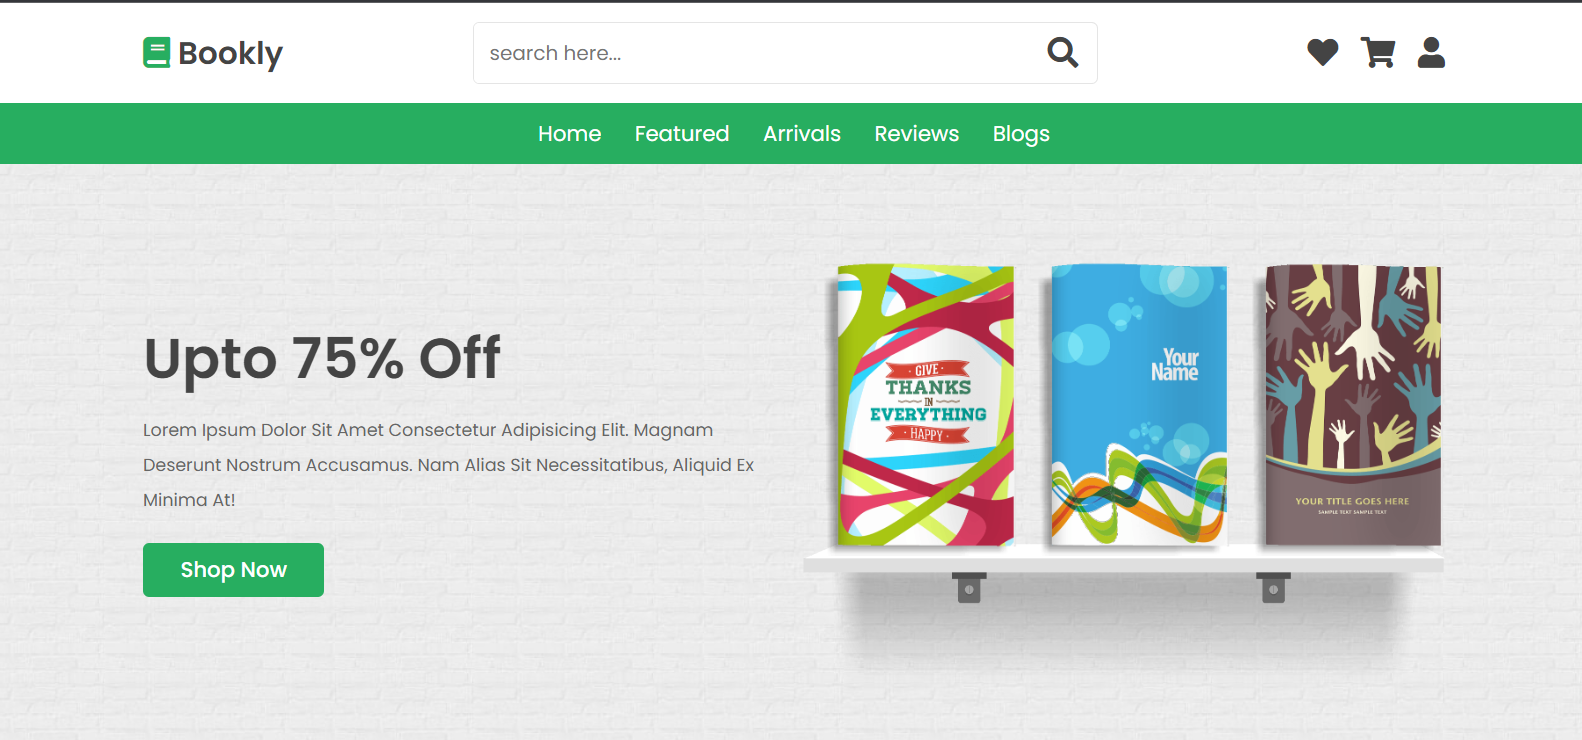 Bookly
search here...
Home Featured Arrivals Reviews Blogs
Upto 75% Off
Lorem Ipsum Dolor Sit Amet Consectetur Adipisicing Elit. Magnam
Deserunt Nostrum Accusamus. Nam Alias Sit Necessitatibus, Aliquid Ex
Minima At!
Shop Now
· GIVE ·
THANKS
IN
EVERYTHING
· HAPPY ·
Your
Name
YOUR TITLE GOES HERE
SAMPLE TEXT SAMPLE TEXT